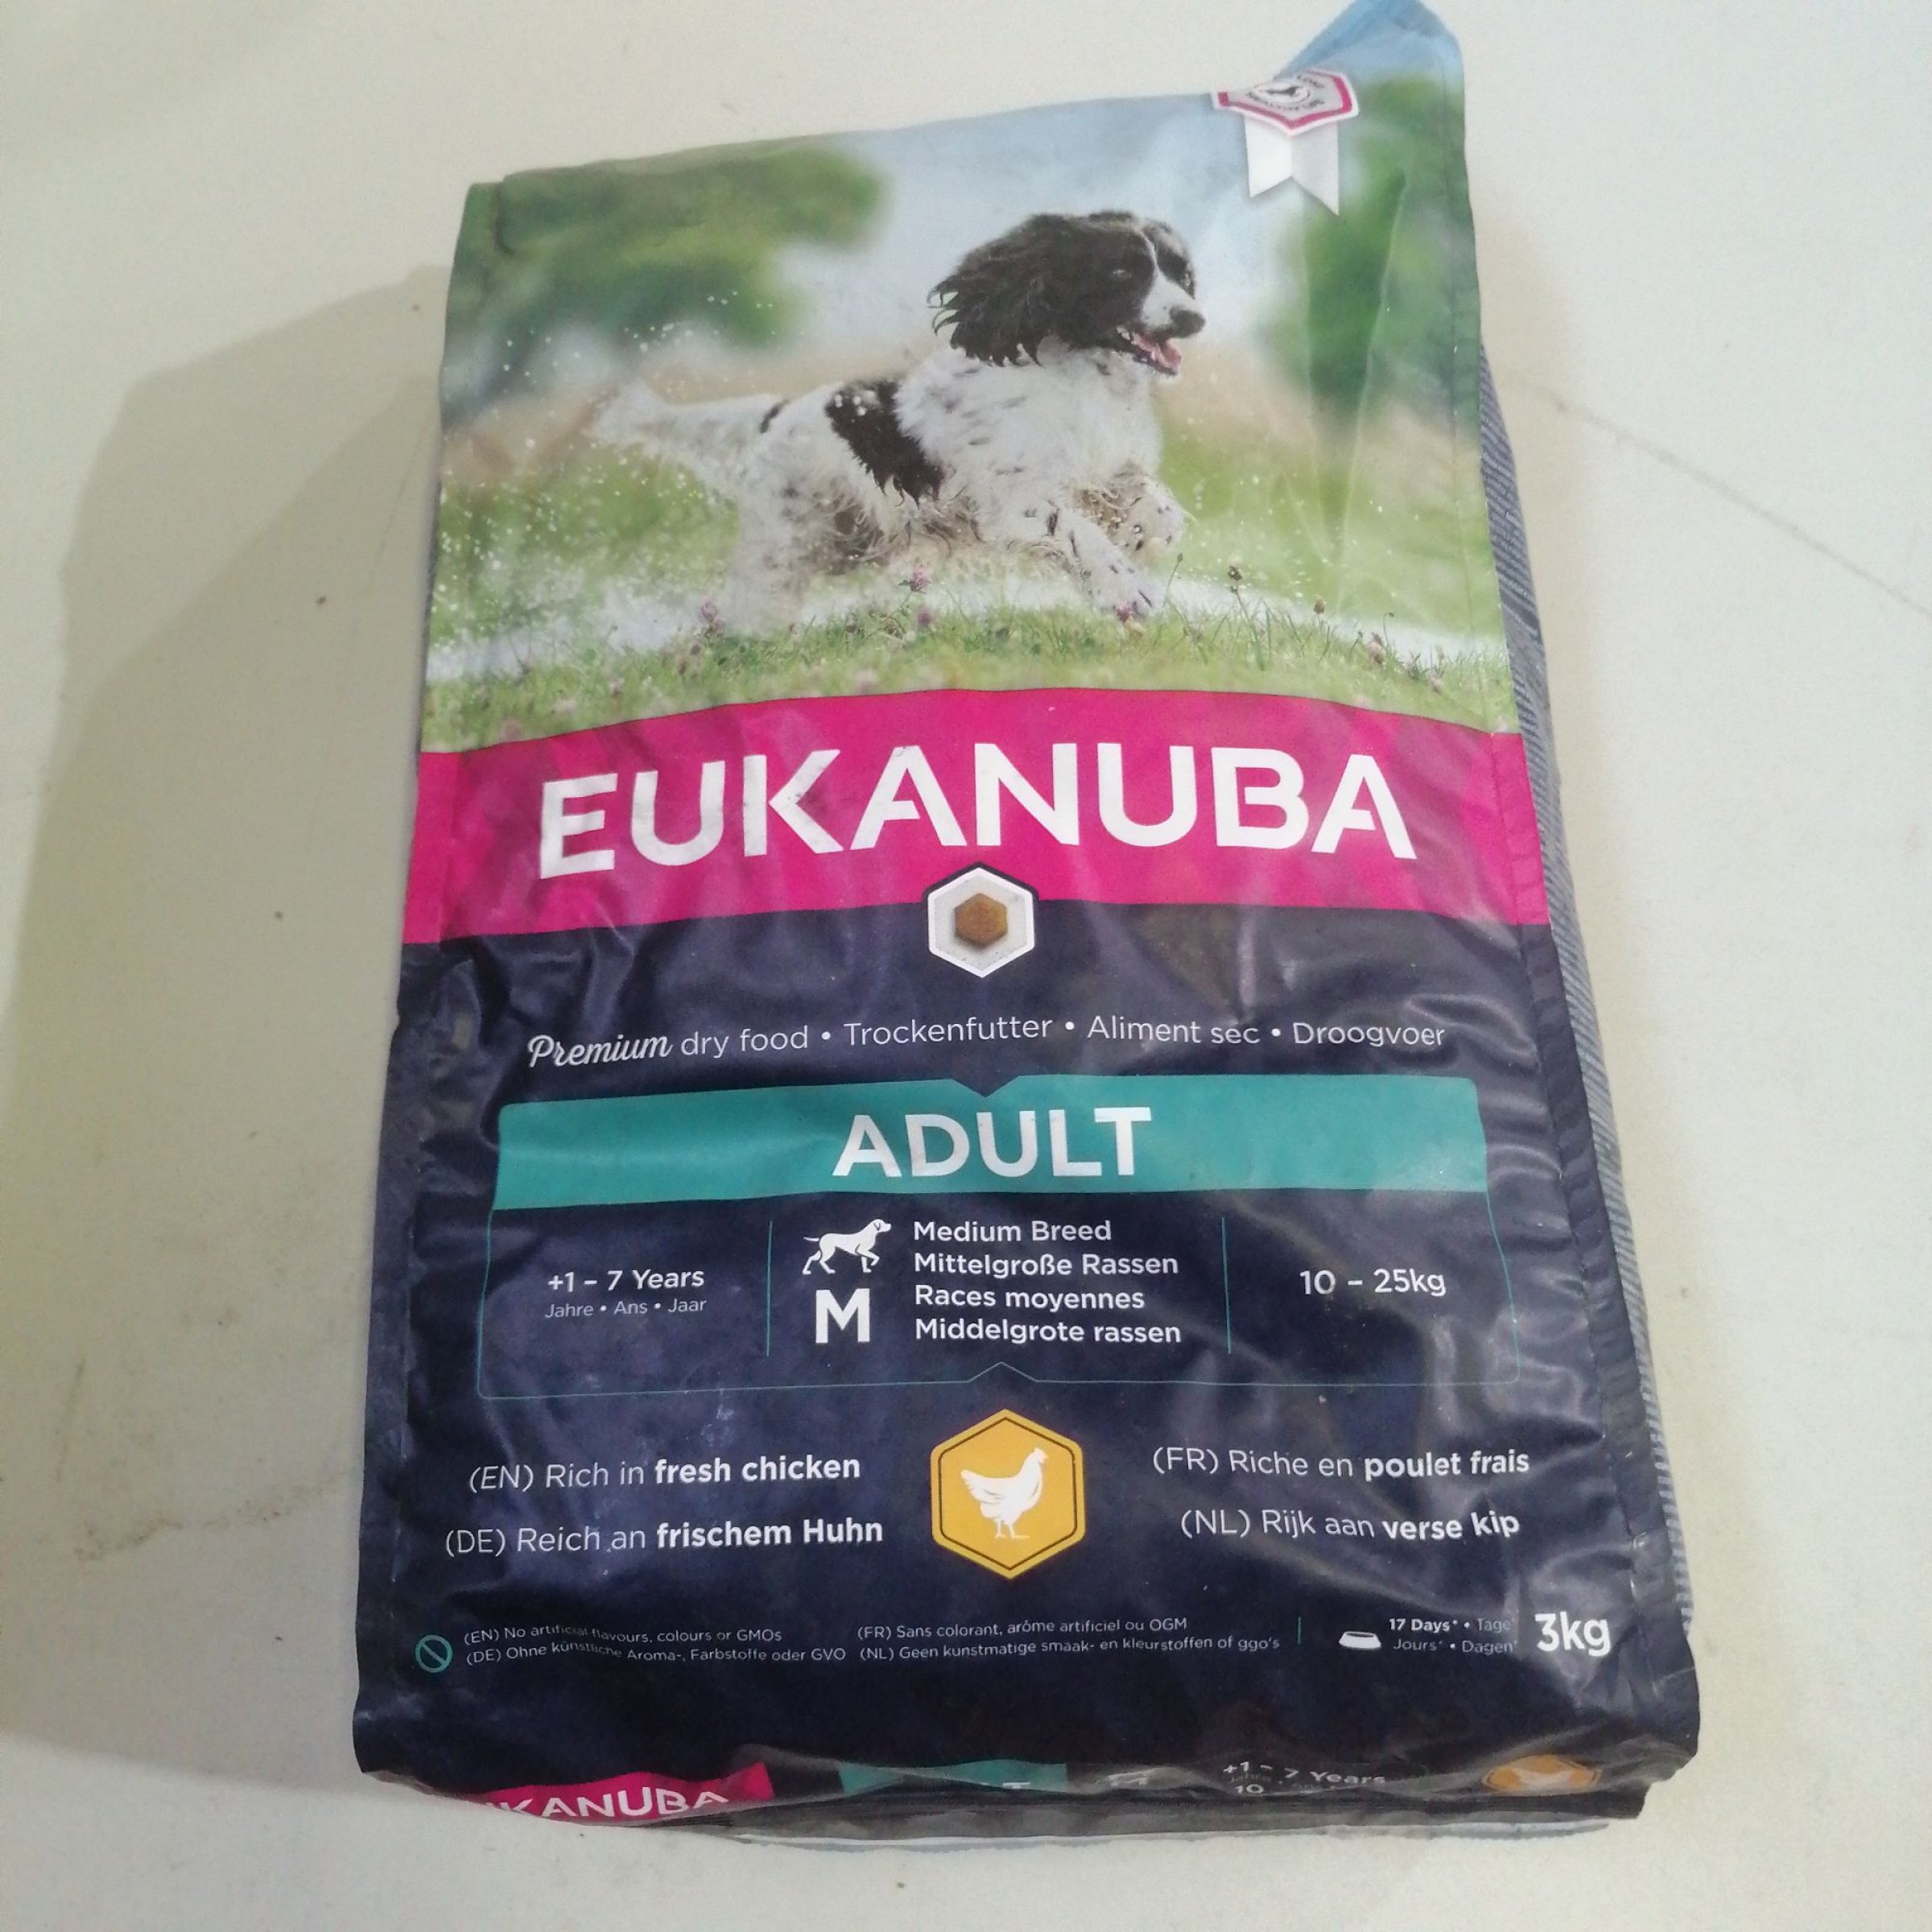 EUKANUBA
Premium dry food • Trockenfutter • Aliment sec • Droogvoer
ADULT
+1 – 7 Years
Jahre • Ans • Jaar
M
Medium Breed
Mittelgroße Rassen
Races moyennes
Middelgrote rassen
10 – 25kg
(EN) Rich in fresh chicken
(DE) Reich an frischem Huhn
(FR) Riche en poulet frais
(NL) Rijk aan verse kip
(EN) No artificial flavours, colours or GMOs
(DE) Ohne künstliche Aroma-, Farbstoffe oder GVO
(FR) Sans colorant, arôme artificiel ou OGM
(NL) Geen kunstmatige smaak- en kleurstoffen of ggo's
17 Days* • Tage*
Jours* • Dagen*
3kg
KANUBA
+1 – 7 Years
10